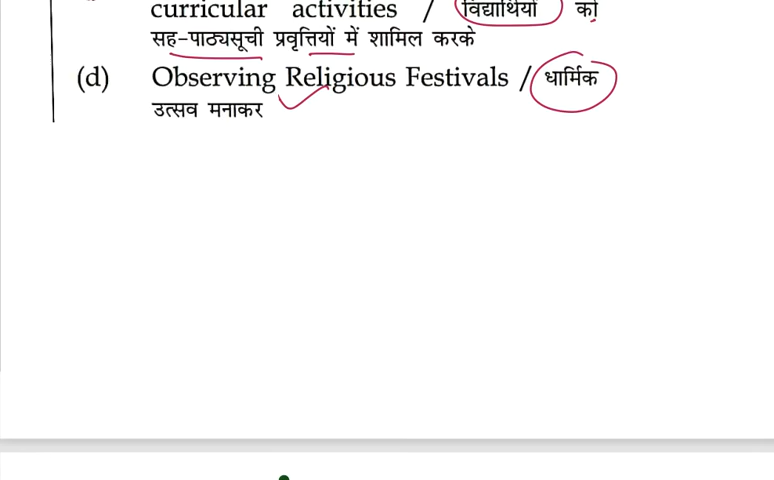 curricular activities / विद्यार्थियों को
सह-पाठ्यसूची प्रवृत्तियों में शामिल करके
(d) Observing Religious Festivals / धार्मिक
उत्सव मनाकर